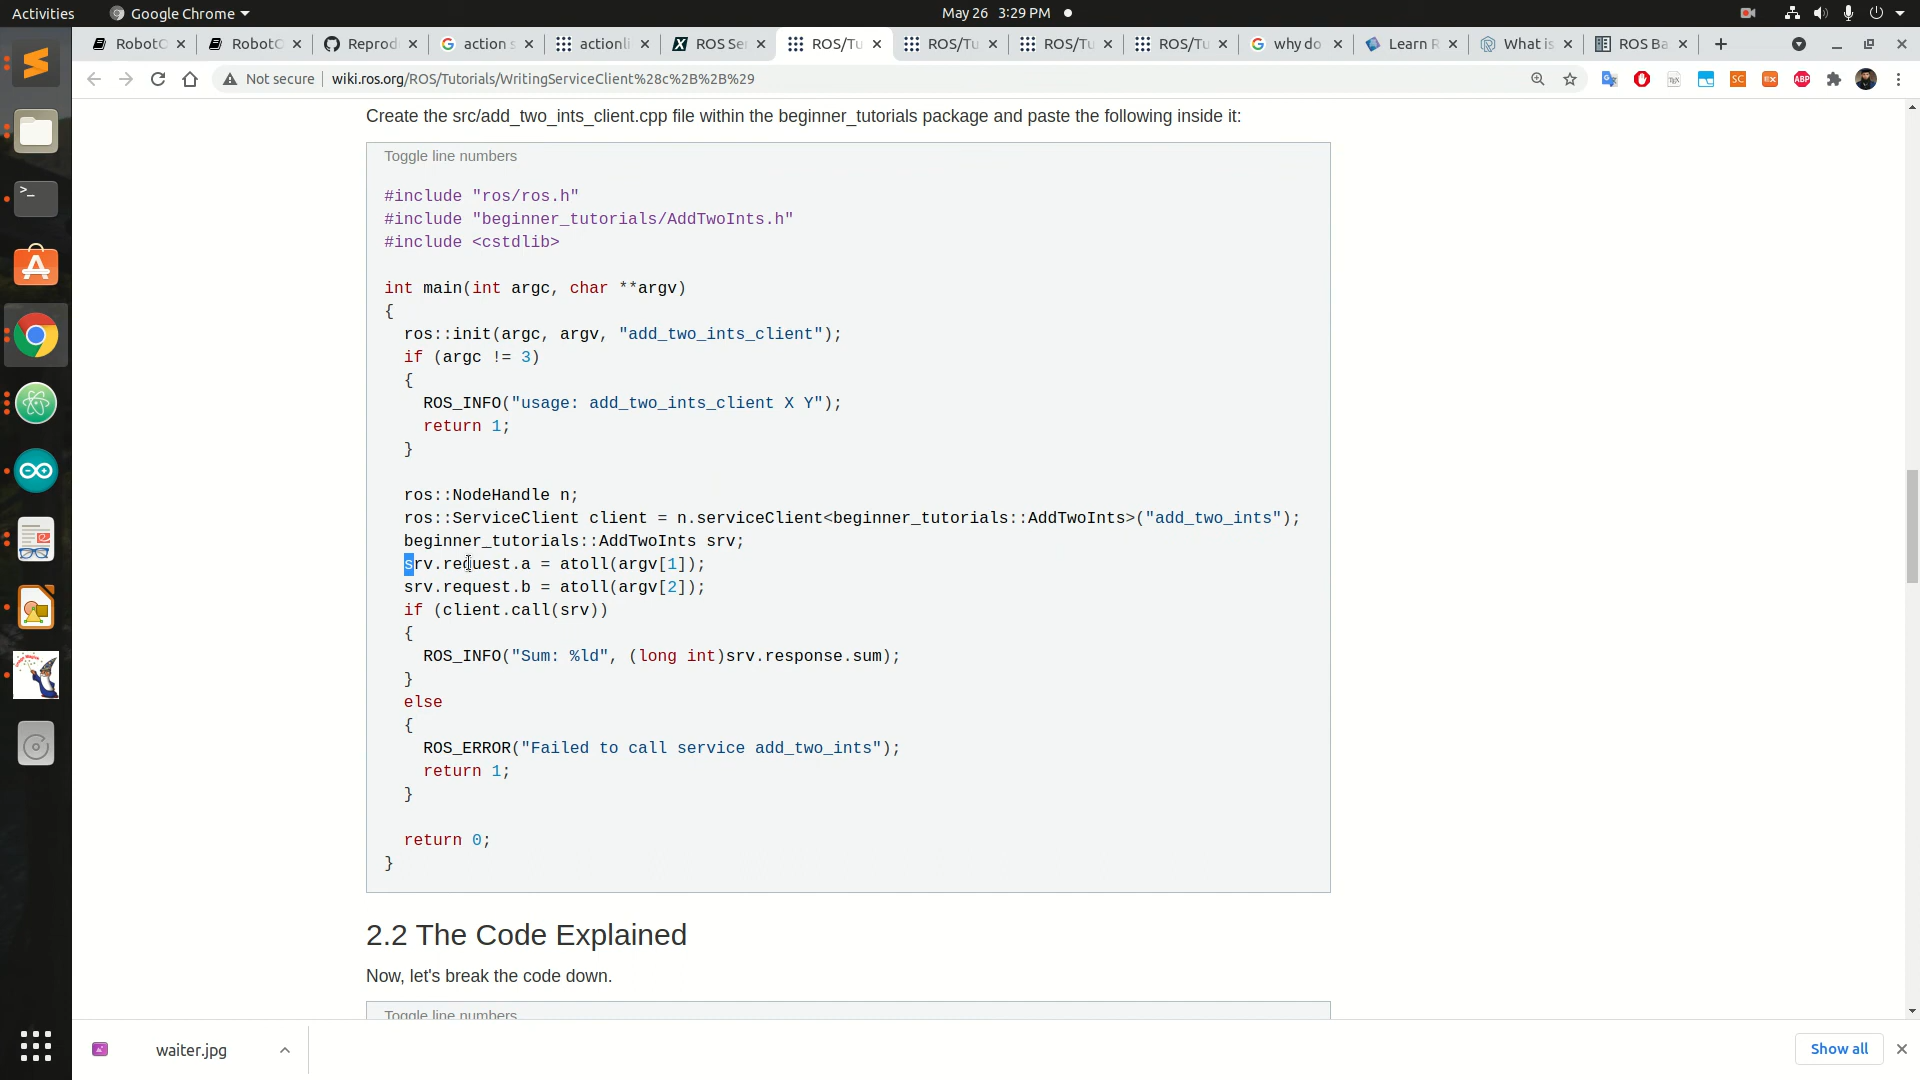 Activities Google Chrome May 26 3:29 PM
RobotC RobotC Reprod action s actionli ROS Ser ROS/Tu ROS/Tu ROS/Tu ROS/Tu why do Learn R What is ROS Ba
Not secure wiki.ros.org/ROS/Tutorials/WritingServiceClient%28c%2B%2B%29
Create the src/add_two_ints_client.cpp file within the beginner_tutorials package and paste the following inside it:
Toggle line numbers
#include "ros/ros.h"
#include "beginner_tutorials/AddTwoInts.h"
#include <cstdlib>
int main(int argc, char **argv)
{
ros::init(argc, argv, "add_two_ints_client");
if (argc != 3)
{
ROS_INFO("usage: add_two_ints_client X Y");
return 1;
}
ros::NodeHandle n;
ros::ServiceClient client = n.serviceClient<beginner_tutorials::AddTwoInts>("add_two_ints");
beginner_tutorials::AddTwoInts srv;
srv.request.a = atoll(argv[1]);
srv.request.b = atoll(argv[2]);
if (client.call(srv))
{
ROS_INFO("Sum: %ld", (long int)srv.response.sum);
}
else
{
ROS_ERROR("Failed to call service add_two_ints");
return 1;
}
return 0;
}
2.2 The Code Explained
Now, let's break the code down.
Toggle line numbers
waiter.jpg Show all